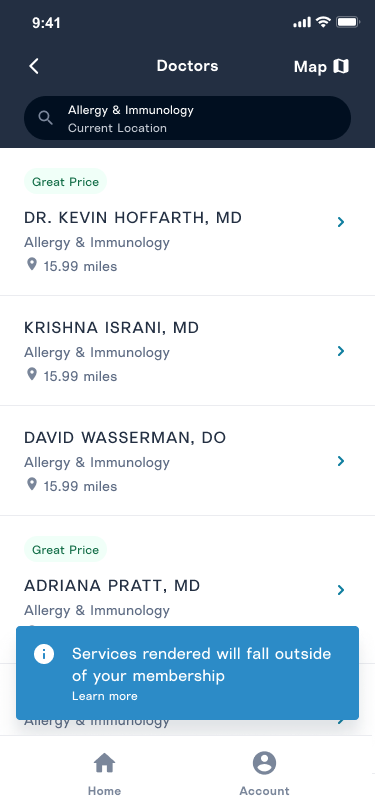 9:41
Doctors
Map
Allergy & Immunology
Current Location
Great Price
DR. KEVIN HOFFARTH, MD
Allergy & Immunology
15.99 miles
KRISHNA ISRANI, MD
Allergy & Immunology
15.99 miles
DAVID WASSERMAN, DO
Allergy & Immunology
15.99 miles
Great Price
ADRIANA PRATT, MD
Allergy & Immunology
Services rendered will fall outside
of your membership
Learn more
Allergy & Immunology
Home
Account